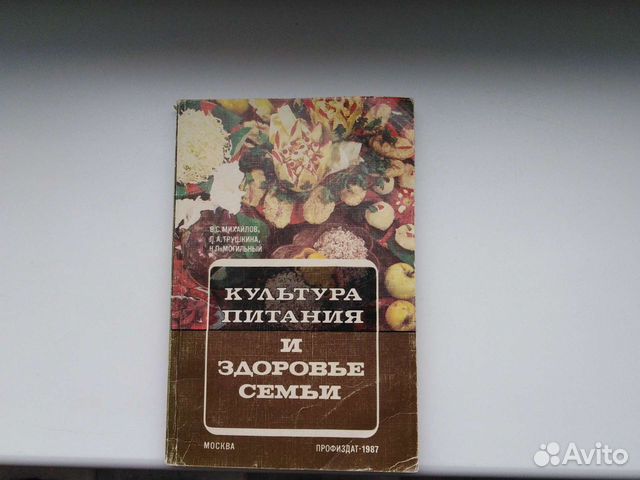 В.С. МИХАЙЛОВ,
Л.А. ТРУШКИНА,
Н.П. МОГИЛЬНЫЙ
КУЛЬТУРА
ПИТАНИЯ
И
ЗДОРОВЬЕ
СЕМЬИ
МОСКВА ПРОФИЗДАТ-1987
Avito